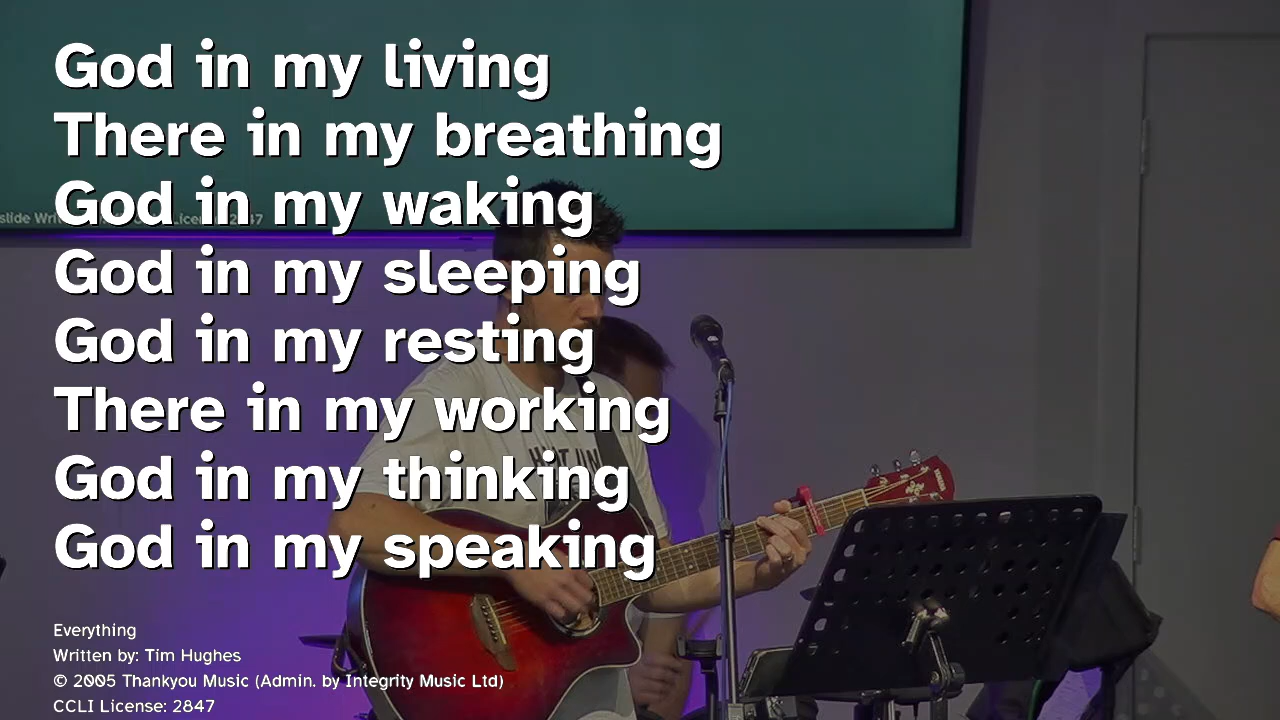 God in my living
There in my breathing
God in my waking
God in my sleeping
God in my resting
There in my working
God in my thinking
God in my speaking
Everything
Written by: Tim Hughes
© 2005 Thankyou Music (Admin. by Integrity Music Ltd)
CCLI License: 2847